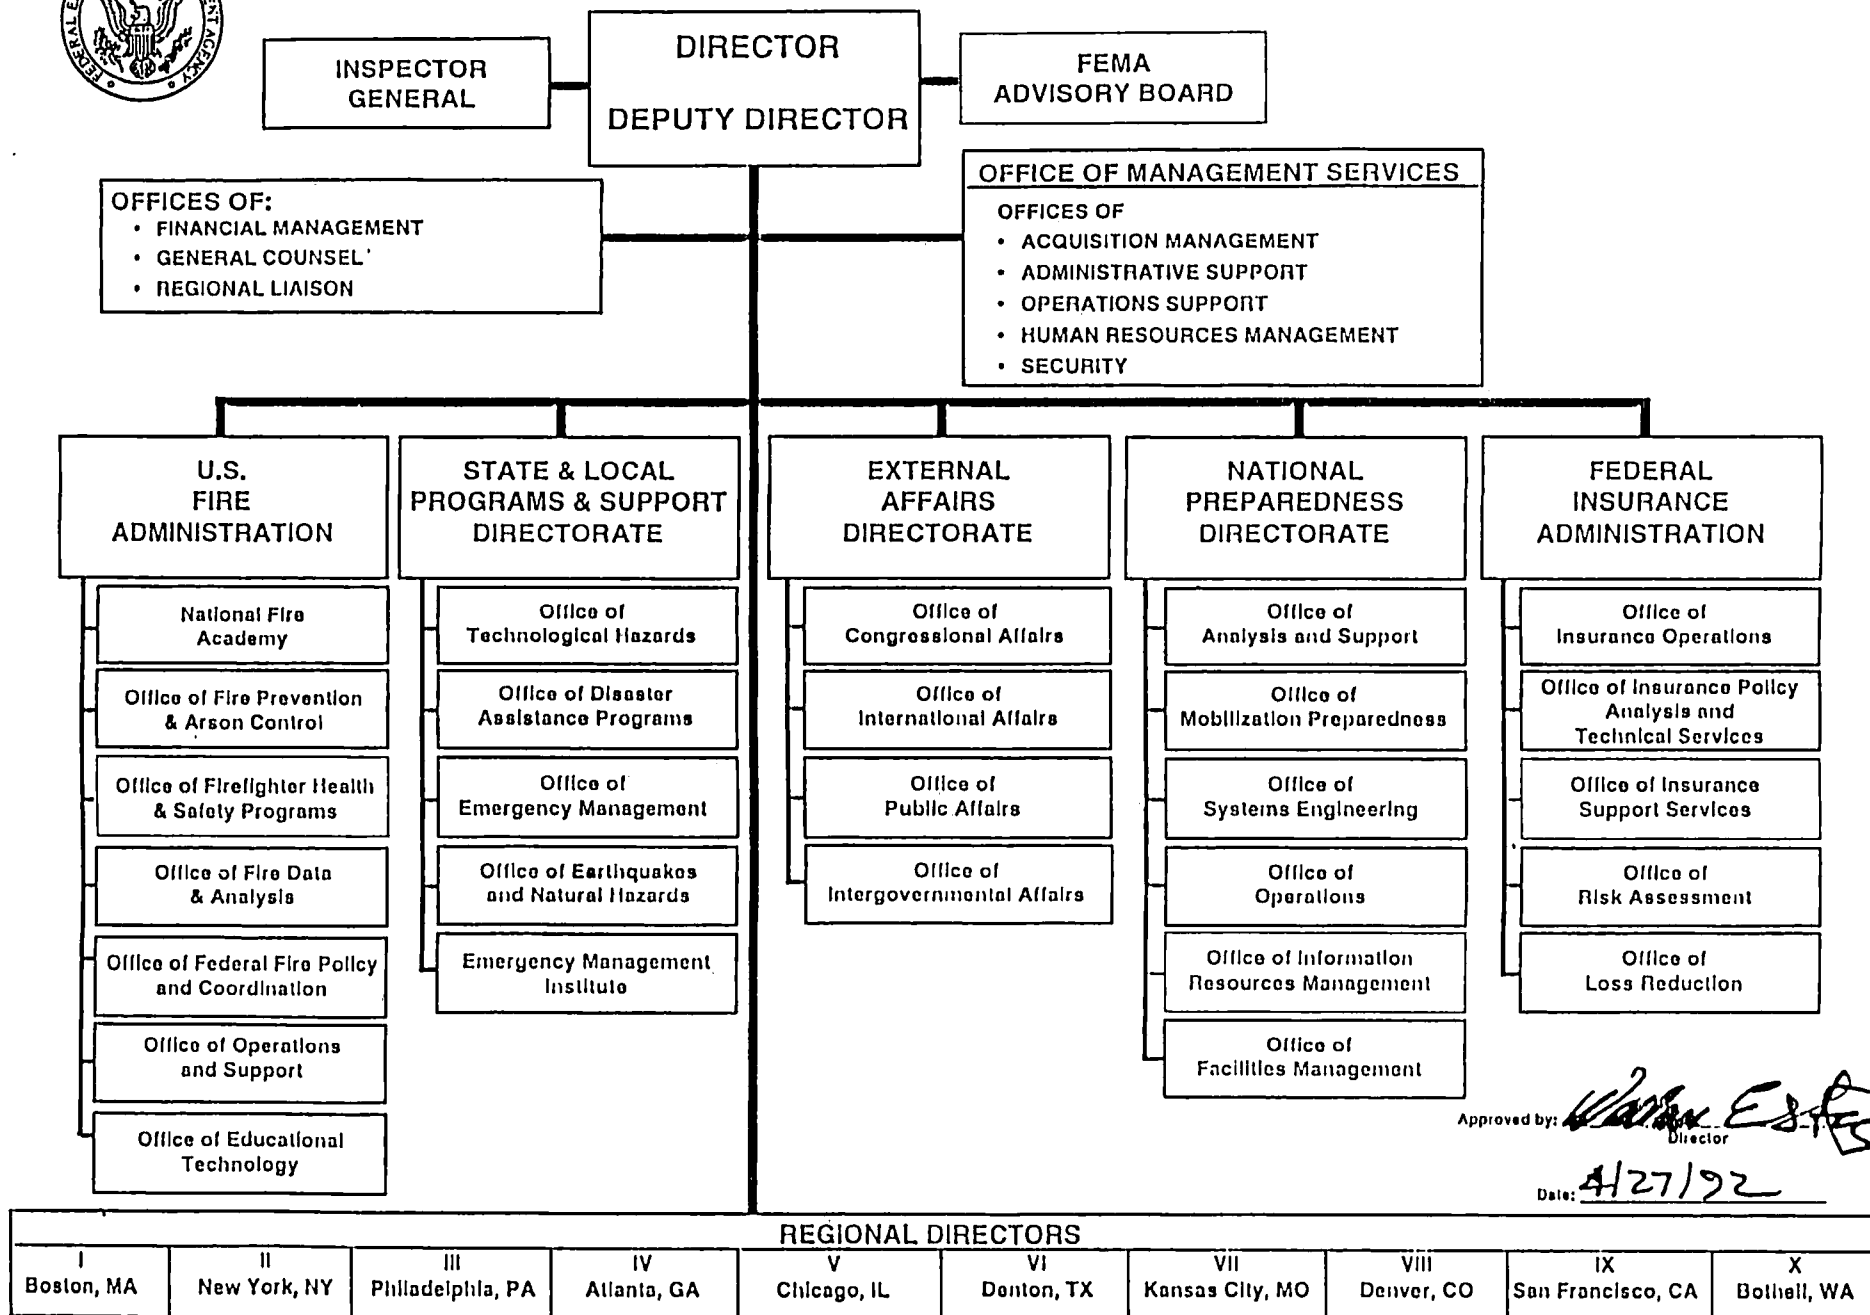 FEDERAL E
ENT AGENCY
INSPECTOR
GENERAL
DIRECTOR
DEPUTY DIRECTOR
FEMA
ADVISORY BOARD
OFFICES OF:
• FINANCIAL MANAGEMENT
• GENERAL COUNSEL'
• REGIONAL LIAISON
OFFICE OF MANAGEMENT SERVICES
OFFICES OF
• ACQUISITION MANAGEMENT
• ADMINISTRATIVE SUPPORT
• OPERATIONS SUPPORT
• HUMAN RESOURCES MANAGEMENT
• SECURITY
U.S.
FIRE
ADMINISTRATION
National Fire
Academy
Office of Fire Prevention
& Arson Control
Office of Firefighter Health
& Safety Programs
Office of Fire Data
& Analysis
Office of Federal Fire Policy
and Coordination
Office of Operations
and Support
Office of Educational
Technology
STATE & LOCAL
PROGRAMS & SUPPORT
DIRECTORATE
Office of
Technological Hazards
Office of Disaster
Assistance Programs
Office of
Emergency Management
Office of Earthquakes
and Natural Hazards
Emergency Management
Institute
EXTERNAL
AFFAIRS
DIRECTORATE
Office of
Congressional Affairs
Office of
International Affairs
Office of
Public Affairs
Office of
Intergovernmental Affairs
NATIONAL
PREPAREDNESS
DIRECTORATE
Office of
Analysis and Support
Office of
Mobilization Preparedness
Office of
Systems Engineering
Office of
Operations
Office of Information
Resources Management
Office of
Facilities Management
FEDERAL
INSURANCE
ADMINISTRATION
Office of
Insurance Operations
Office of Insurance Policy
Analysis and
Technical Services
Office of Insurance
Support Services
Office of
Risk Assessment
Office of
Loss Reduction
Approved by:
Director
Date: 4/27/92
REGIONAL DIRECTORS
I
Boston, MA
II
New York, NY
III
Philadelphia, PA
IV
Atlanta, GA
V
Chicago, IL
VI
Denton, TX
VII
Kansas City, MO
VIII
Denver, CO
IX
San Francisco, CA
X
Bothell, WA